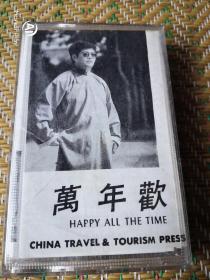 萬年歡
HAPPY ALL THE TIME
CHINA TRAVEL & TOURISM PRESS